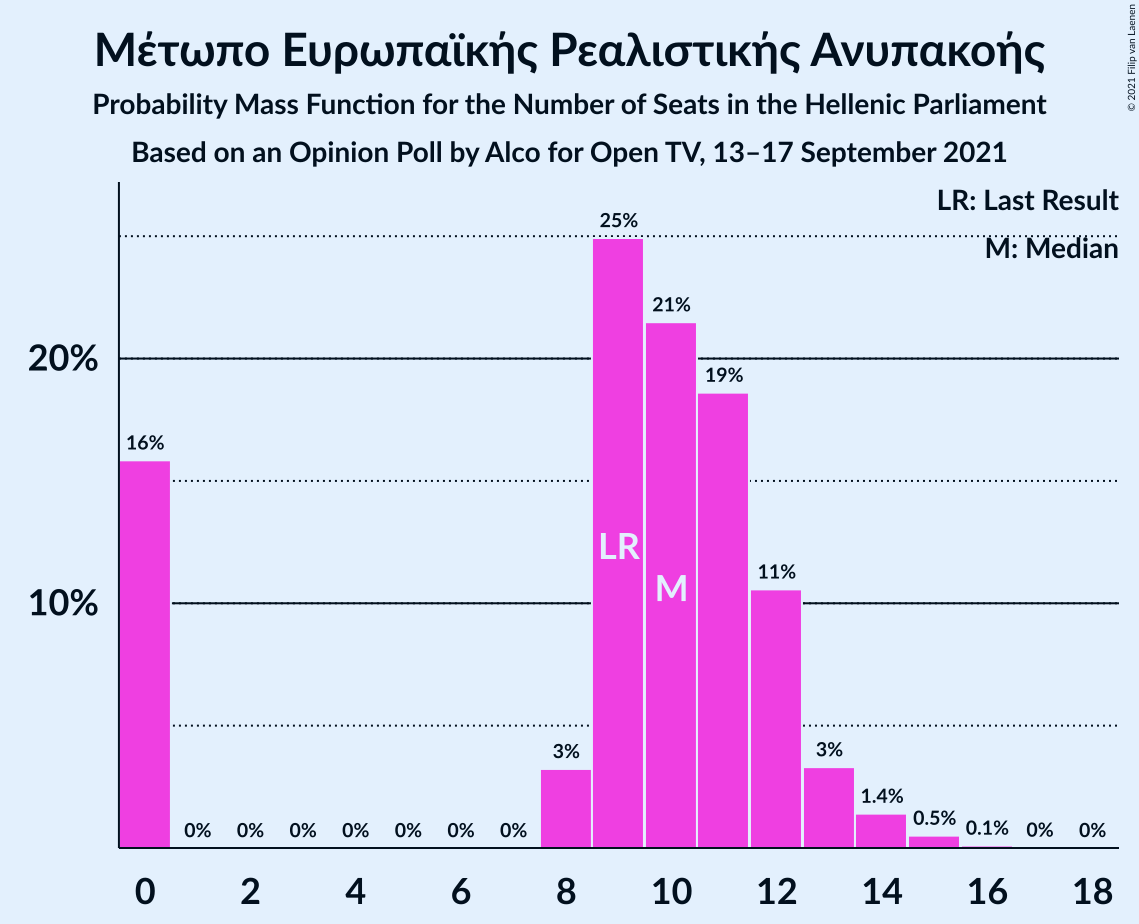 Μέτωπο Ευρωπαϊκής Ρεαλιστικής Ανυπακοής
Probability Mass Function for the Number of Seats in the Hellenic Parliament
Based on an Opinion Poll by Alco for Open TV, 13–17 September 2021
© 2021 Filip van Laenen
LR: Last Result
M: Median
25%
21%
20%
19%
16%
LR
11%
M
10%
3%
3%
1.4%
0.5%
0.1%
0% 0% 0% 0% 0% 0% 0% 0% 0%
0 2 4 6 8 10 12 14 16 18